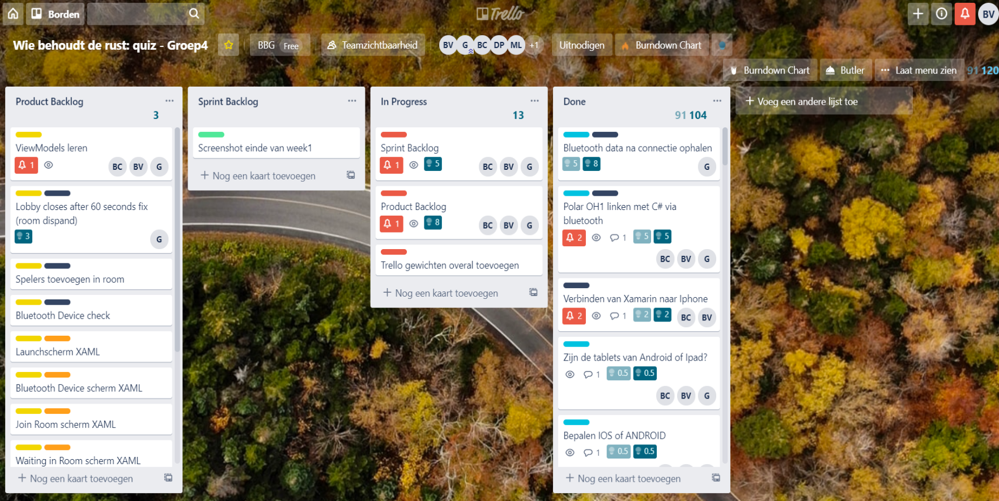 Borden
Trello
BV
Wie behoudt de rust: quiz - Groep4
BBG Free
Teamzichtbaarheid
BV G BC DP ML +1
Uitnodigen
Burndown Chart
Burndown Chart
Butler
Laat menu zien
91 120
Product Backlog
3
ViewModels leren
1
BC BV G
Lobby closes after 60 seconds fix
(room dispand)
3
G
Spelers toevoegen in room
Bluetooth Device check
Launchscherm XAML
Bluetooth Device scherm XAML
Join Room scherm XAML
Waiting in Room scherm XAML
+ Nog een kaart toevoegen
Sprint Backlog
Screenshot einde van week1
+ Nog een kaart toevoegen
In Progress
13
Sprint Backlog
1 5
BC BV G
Product Backlog
1 8
BC BV G
Trello gewichten overal toevoegen
+ Nog een kaart toevoegen
Done
91 104
Bluetooth data na connectie ophalen
5 8
G
Polar OH1 linken met C# via
bluetooth
2 1 5 5
BC BV G
Verbinden van Xamarin naar Iphone
2 1 2 2 BC BV
Zijn de tablets van Android of Ipad?
1 0.5 0.5
BC BV G
Bepalen IOS of ANDROID
1 0.5 0.5
+ Nog een kaart toevoegen
+ Voeg een andere lijst toe